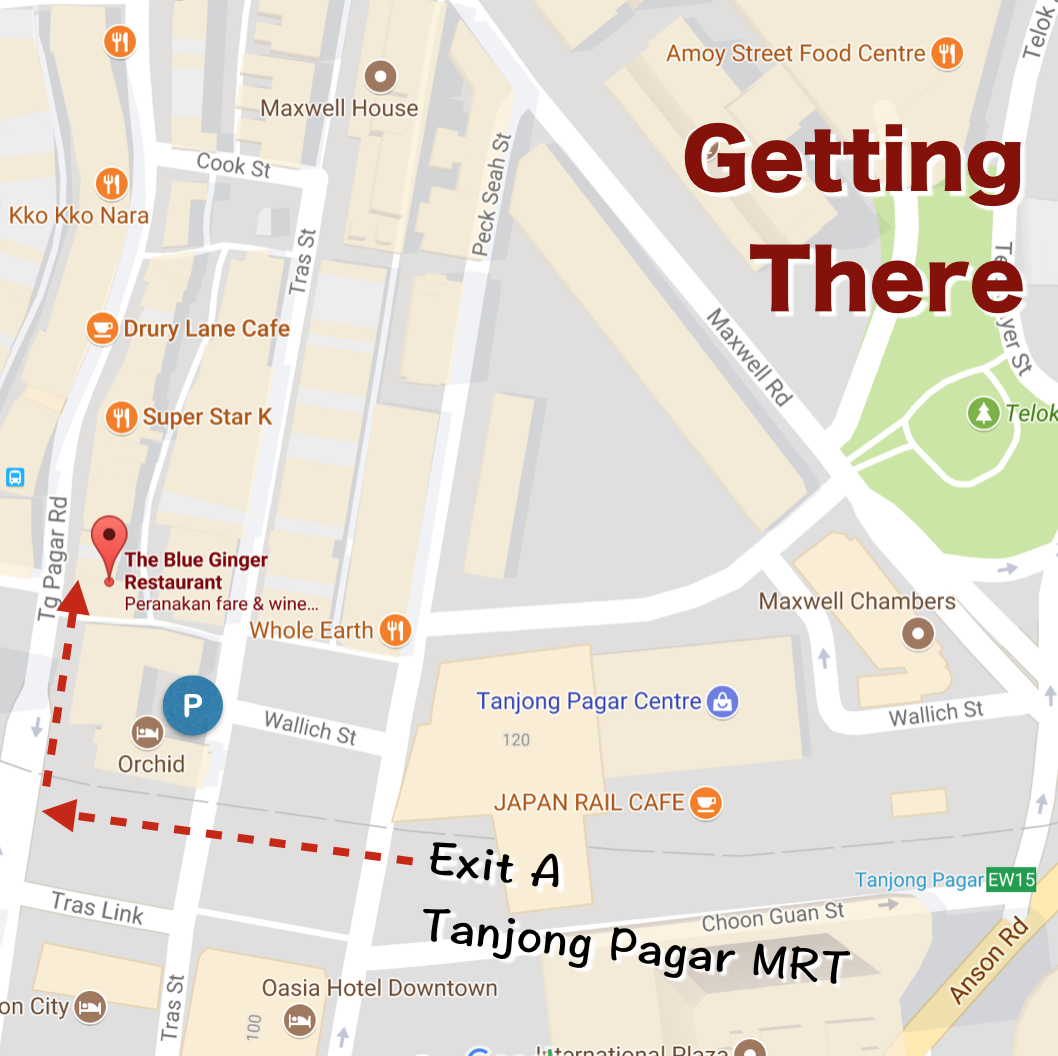 Amoy Street Food Centre
Telok
Maxwell House
Getting
There
Cook St
Peck Seah St
Kko Kko Nara
Tras St
Drury Lane Cafe
Maxwell Rd
yer St
Super Star K
Telok
Tg Pagar Rd
The Blue Ginger
Restaurant
Peranakan fare & wine...
Whole Earth
Maxwell Chambers
P
Tanjong Pagar Centre
Wallich St
Wallich St
120
Orchid
JAPAN RAIL CAFE
Exit A
Tanjong Pagar EW15
Tras Link
Choon Guan St
Tanjong Pagar MRT
Anson Rd
Oasia Hotel Downtown
on City
Tras St
100
International Plaza